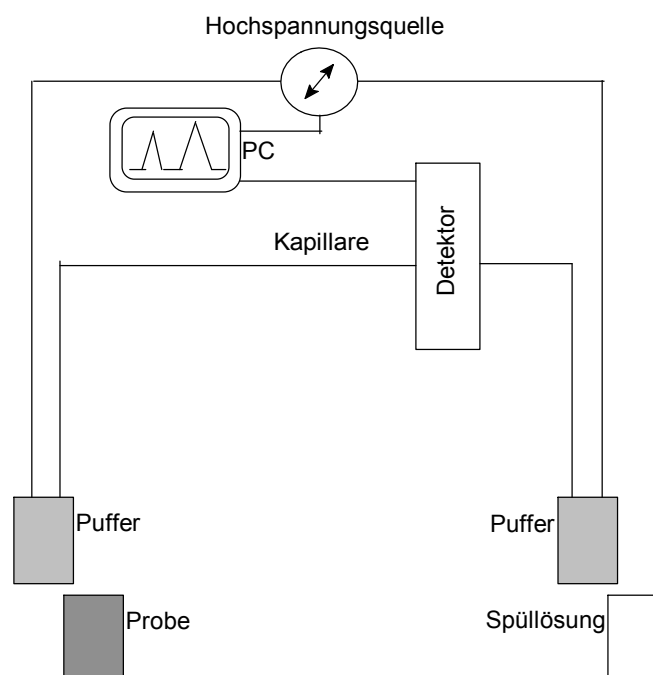 Hochspannungsquelle
PC
Kapillare
Detektor
Puffer
Puffer
Probe
Spüllösung